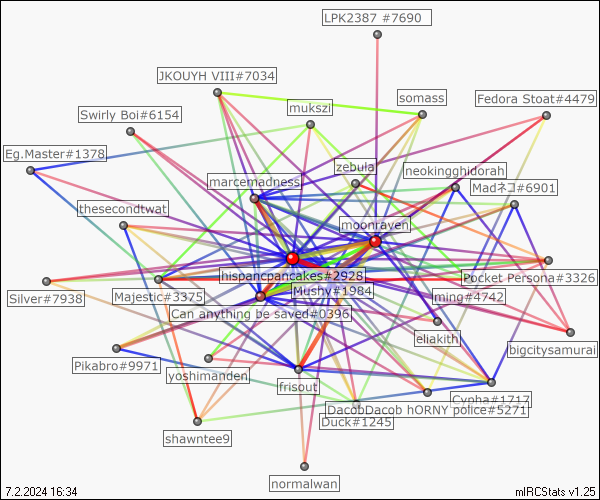 LPK2387 #7690
JKOUYH VIII#7034
somass
Fedora Stoat#4479
mukszi
Swirly Boi#6154
Eg.Master#1378
zebulai
neokingghidorah
marcemadness
Madネコ#6901
thesecondtwat
moonraven
hispancpancakes#2928
Pocket Persona#3326
Silver#7938
Majestic#3375
Mushy#1984
ming#4742
Can anything be saved#0396
eliakith
bigcitysamurai
Pikabro#9971
yoshimanden
frisout
Cypha#1717
DacobDacob hORNY police#5271
Duck#1245
shawntee9
normalwan
7.2.2024 16:34
mIRCStats v1.25